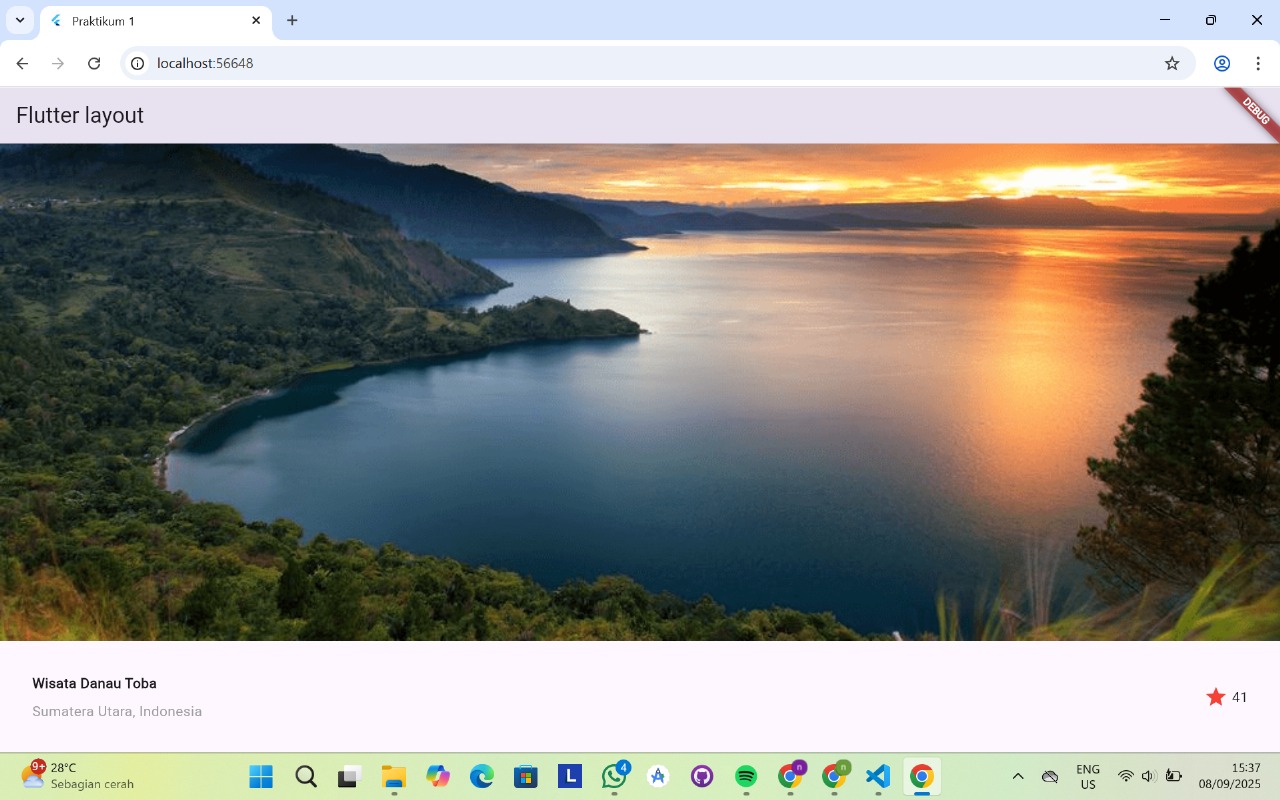 Praktikum 1
localhost:56648
Flutter layout
DEBUG
Wisata Danau Toba
Sumatera Utara, Indonesia
41
9+
28°C
Sebagian cerah
L
4
n
n
ENG
US
15:37
08/09/2025